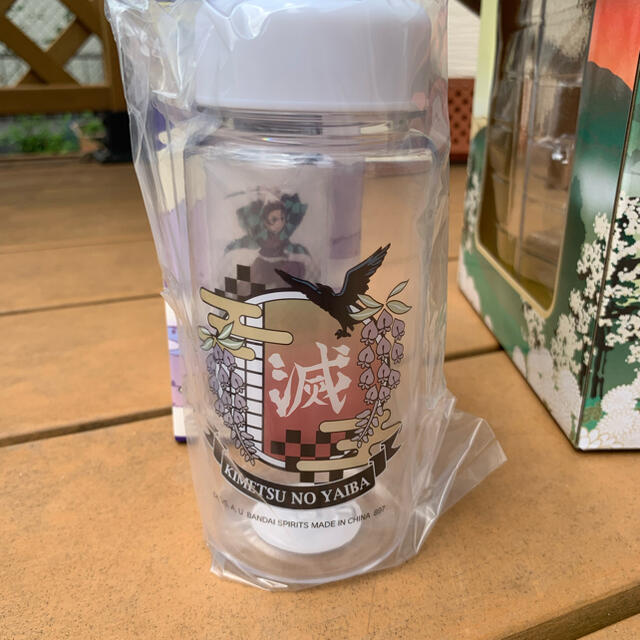 滅
KIMETSU NO YAIBA
BANDAI SPIRITS MADE IN CHINA